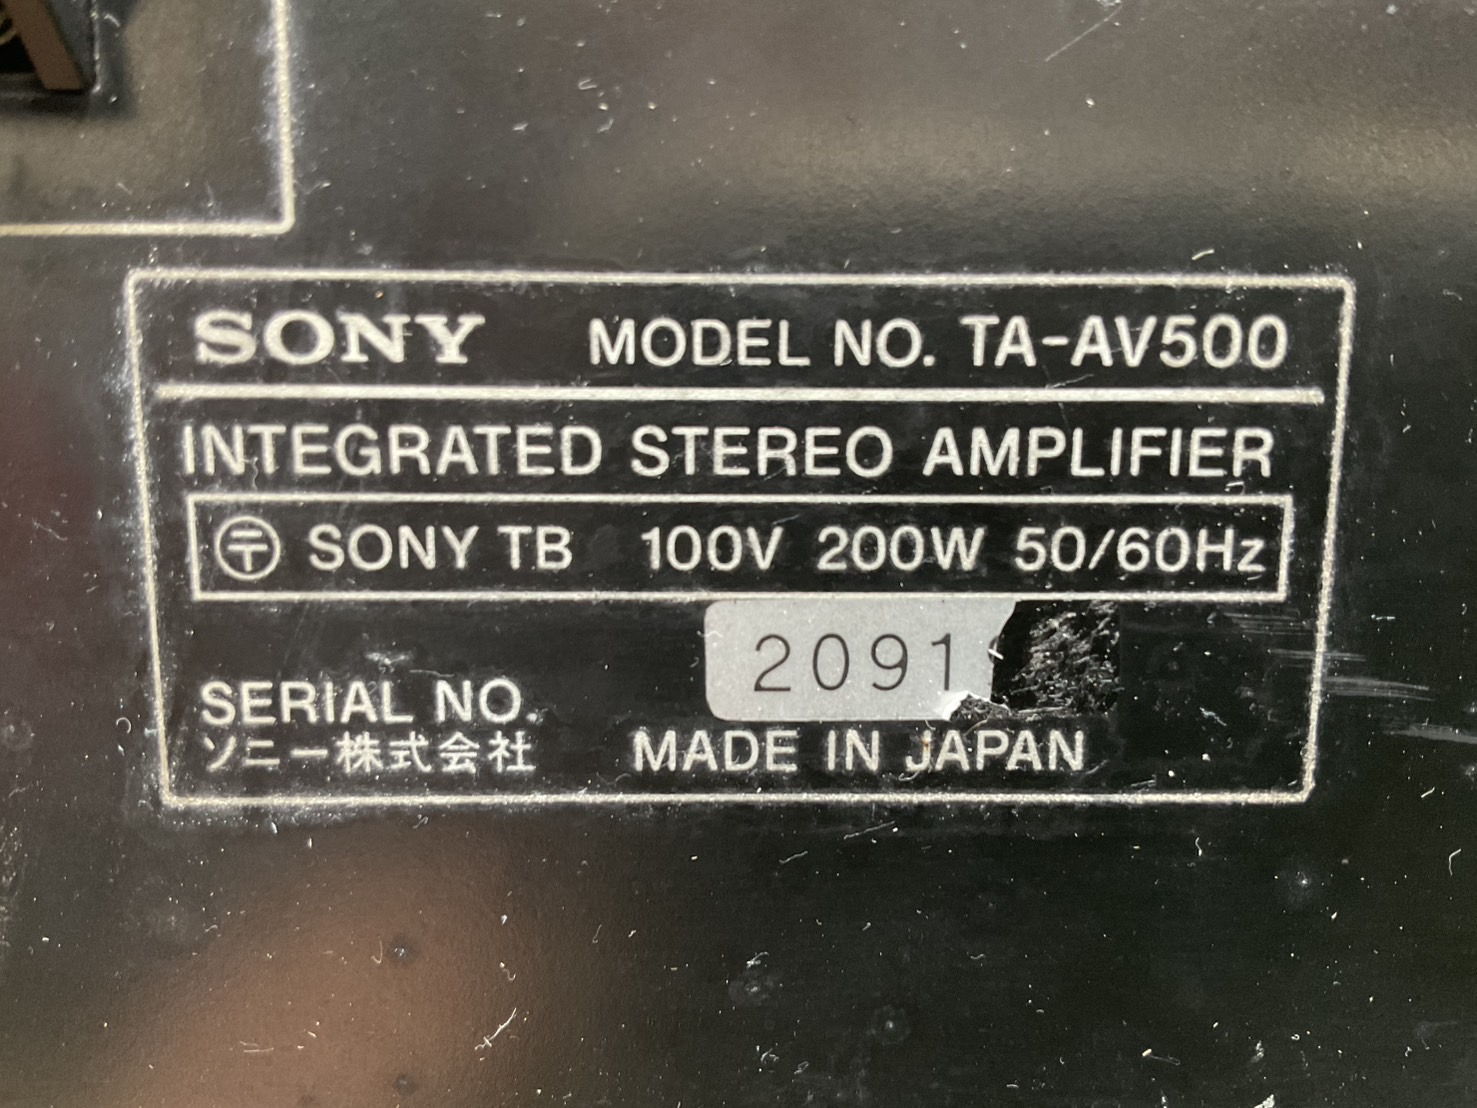 SONY MODEL NO. TA-AV500
INTEGRATED STEREO AMPLIFIER
〒 SONY TB 100V 200W 50/60Hz
2091
SERIAL NO.
ソニー株式会社 MADE IN JAPAN